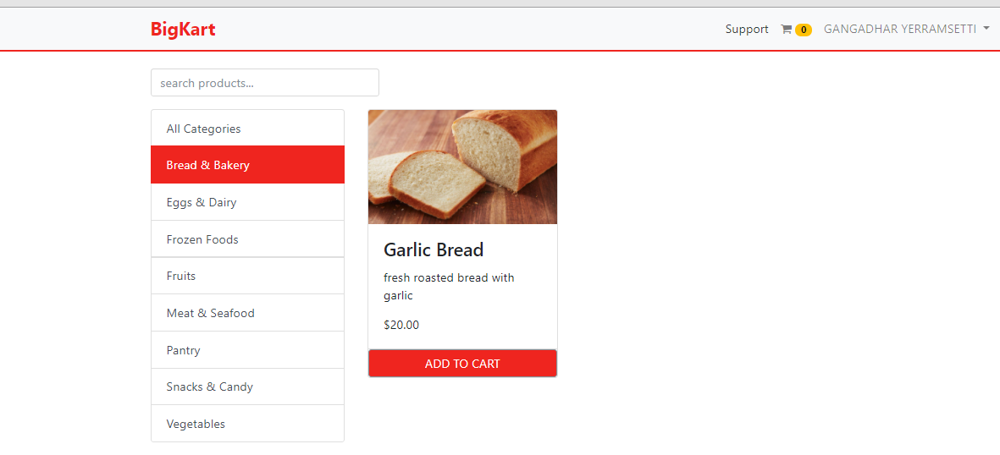 BigKart
Support 0 GANGADHAR YERRAMSETTI
search products...
All Categories
Bread & Bakery
Eggs & Dairy
Frozen Foods
Fruits
Meat & Seafood
Pantry
Snacks & Candy
Vegetables
Garlic Bread
fresh roasted bread with
garlic
$20.00
ADD TO CART